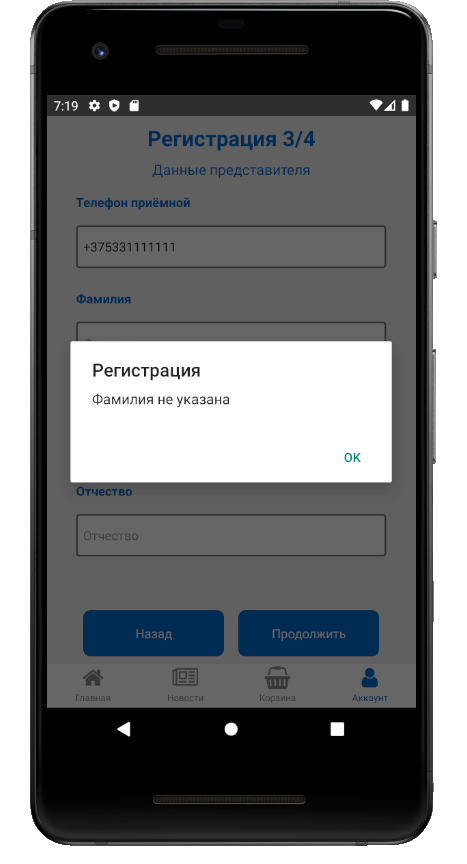 7:19
Регистрация 3/4
Данные представителя
Телефон приёмной
+375331111111
Фамилия
Регистрация
Фамилия не указана
OK
Отчество
Отчество
Назад
Продолжить
Главная
Новости
Корзина
Аккаунт